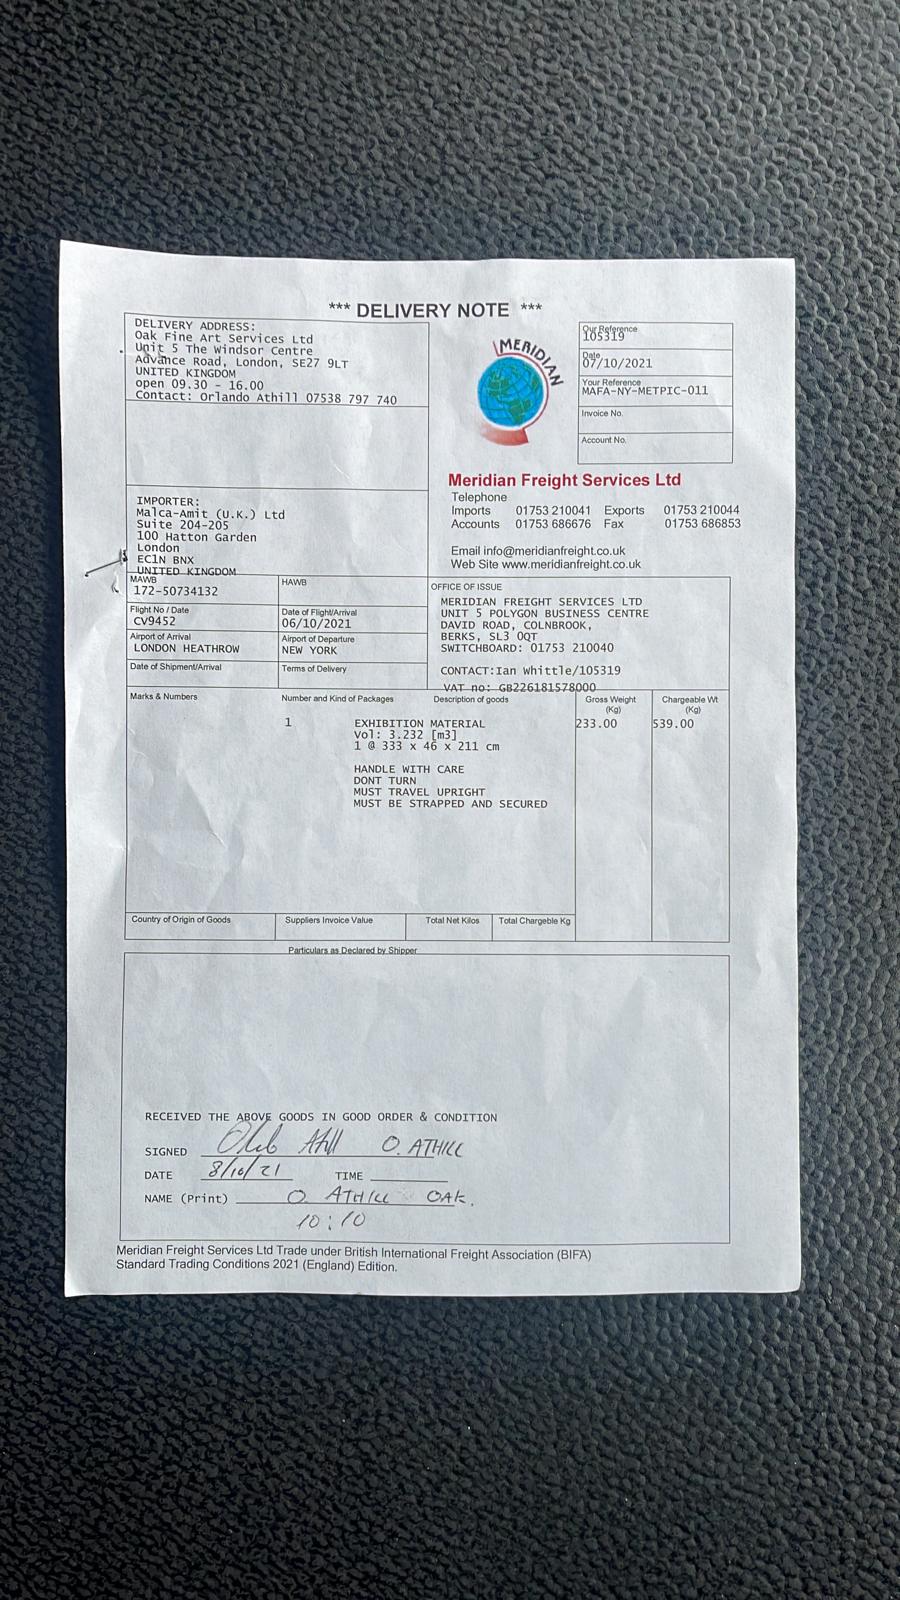 *** DELIVERY NOTE ***
DELIVERY ADDRESS:
Oak Fine Art Services Ltd
Unit 5 The Windsor Centre
Advance Road, London, SE27 9LT
UNITED KINGDOM
open 09.30 - 16.00
Contact: Orlando Athill 07538 797 740
MERIDIAN
Our Reference
105319
Date
07/10/2021
Your Reference
MAFA-NY-METPIC-011
Invoice No.
Account No.
Meridian Freight Services Ltd
Telephone
Imports 01753 210041 Exports 01753 210044
Accounts 01753 686676 Fax 01753 686853
Email info@meridianfreight.co.uk
Web Site www.meridianfreight.co.uk
IMPORTER:
Malca-Amit (U.K.) Ltd
Suite 204-205
100 Hatton Garden
London
EC1N BNX
UNITED KINGDOM
MAWB
172-50734132
HAWB
Flight No / Date
CV9452
Date of Flight/Arrival
06/10/2021
Airport of Arrival
LONDON HEATHROW
Airport of Departure
NEW YORK
Date of Shipment/Arrival
Terms of Delivery
OFFICE OF ISSUE
MERIDIAN FREIGHT SERVICES LTD
UNIT 5 POLYGON BUSINESS CENTRE
DAVID ROAD, COLNBROOK,
BERKS, SL3 0QT
SWITCHBOARD: 01753 210040
CONTACT:Ian Whittle/105319
VAT no: GB226181578000
Marks & Numbers
Number and Kind of Packages
Description of goods
Gross Weight
(Kg)
Chargeable Wt
(Kg)
1 EXHIBITION MATERIAL 233.00 539.00
Vol: 3.232 [m3]
1 @ 333 x 46 x 211 cm
HANDLE WITH CARE
DONT TURN
MUST TRAVEL UPRIGHT
MUST BE STRAPPED AND SECURED
Country of Origin of Goods
Suppliers Invoice Value
Total Net Kilos
Total Chargeble Kg
Particulars as Declared by Shipper
RECEIVED THE ABOVE GOODS IN GOOD ORDER & CONDITION
SIGNED O. ATHILL
DATE 8/10/21 TIME
NAME (Print) O. ATHILL OAK.
10:10
Meridian Freight Services Ltd Trade under British International Freight Association (BIFA)
Standard Trading Conditions 2021 (England) Edition.